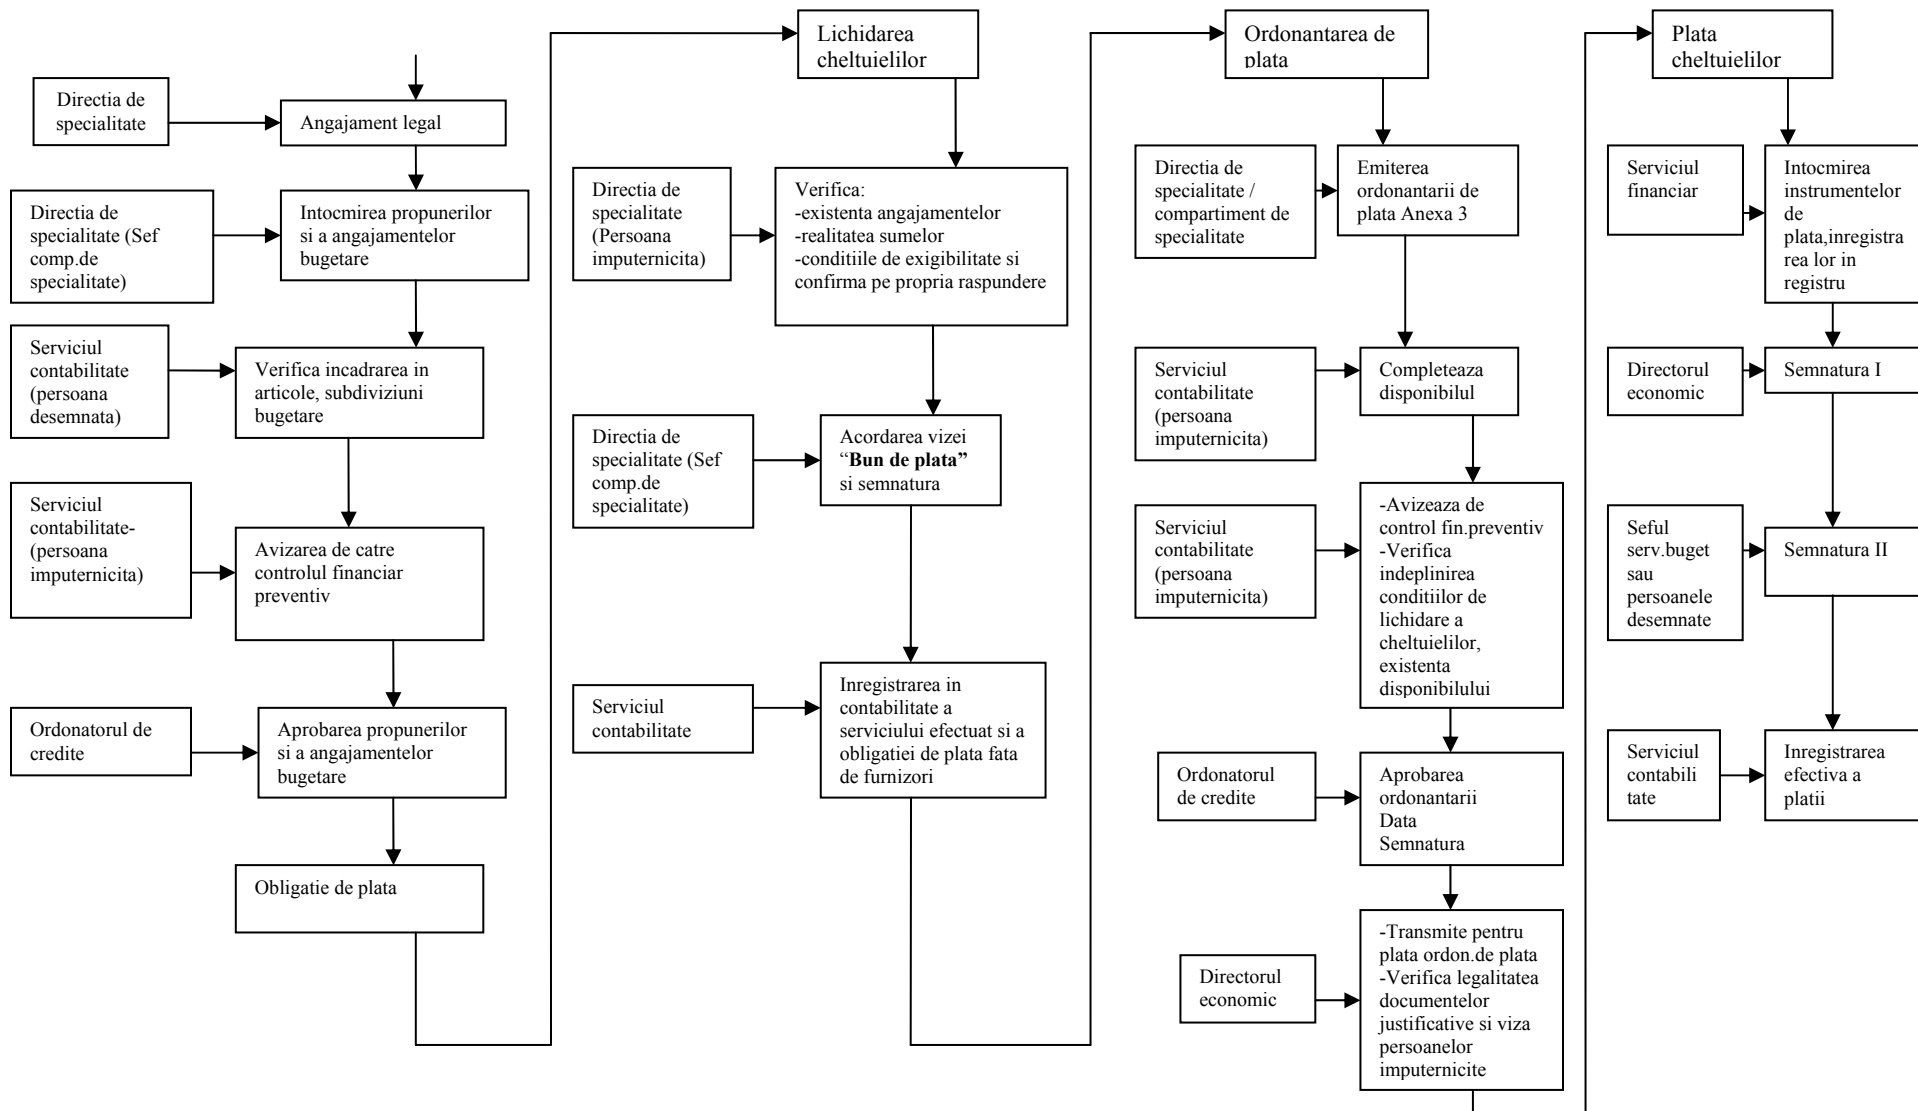 Directia de
specialitate
Angajament legal
Directia de
specialitate (Sef
comp.de
specialitate)
Intocmirea propunerilor
si a angajamentelor
bugetare
Serviciul
contabilitate
(persoana
desemnata)
Verifica incadrarea in
articole, subdiviziuni
bugetare
Serviciul
contabilitate-
(persoana
imputernicita)
Avizarea de catre
controlul financiar
preventiv
Ordonatorul de
credite
Aprobarea propunerilor
si a angajamentelor
bugetare
Obligatie de plata
Lichidarea
cheltuielilor
Directia de
specialitate
(Persoana
imputernicita)
Verifica:
-existenta angajamentelor
-realitatea sumelor
-conditiile de exigibilitate si
confirma pe propria raspundere
Directia de
specialitate (Sef
comp.de
specialitate)
Acordarea vizei
“Bun de plata”
si semnatura
Serviciul
contabilitate
Inregistrarea in
contabilitate a
serviciului efectuat si a
obligatiei de plata fata
de furnizori
Ordonantarea de
plata
Directia de
specialitate /
compartiment de
specialitate
Emiterea
ordonantarii de
plata Anexa 3
Serviciul
contabilitate
(persoana
imputernicita)
Completeaza
disponibilul
Serviciul
contabilitate
(persoana
imputernicita)
-Avizeaza de
control fin.preventiv
-Verifica
indeplinirea
conditiilor de
lichidare a
cheltuielilor,
existenta
disponibilului
Ordonatorul
de credite
Aprobarea
ordonantarii
Data
Semnatura
Directorul
economic
-Transmite pentru
plata ordon.de plata
-Verifica legalitatea
documentelor
justificative si viza
persoanelor
imputernicite
Plata
cheltuielilor
Serviciul
financiar
Intocmirea
instrumentelor
de
plata,inregistra
rea lor in
registru
Directorul
economic
Semnatura I
Seful
serv.buget
sau
persoanele
desemnate
Semnatura II
Serviciul
contabili
tate
Inregistrarea
efectiva a
platii